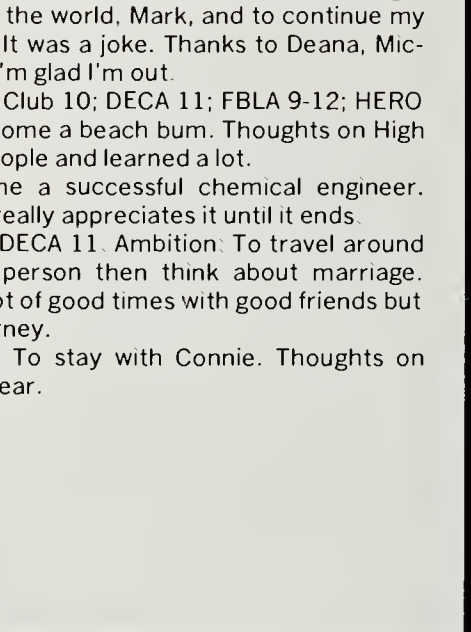 the world, Mark, and to continue my
It was a joke. Thanks to Deana, Mic-
'm glad I'm out.
Club 10; DECA 11; FBLA 9-12; HERO
ome a beach bum. Thoughts on High
ople and learned a lot.
ne a successful chemical engineer.
really appreciates it until it ends.
DECA 11. Ambition: To travel around
person then think about marriage.
ot of good times with good friends but
rney.
To stay with Connie. Thoughts on
ear.